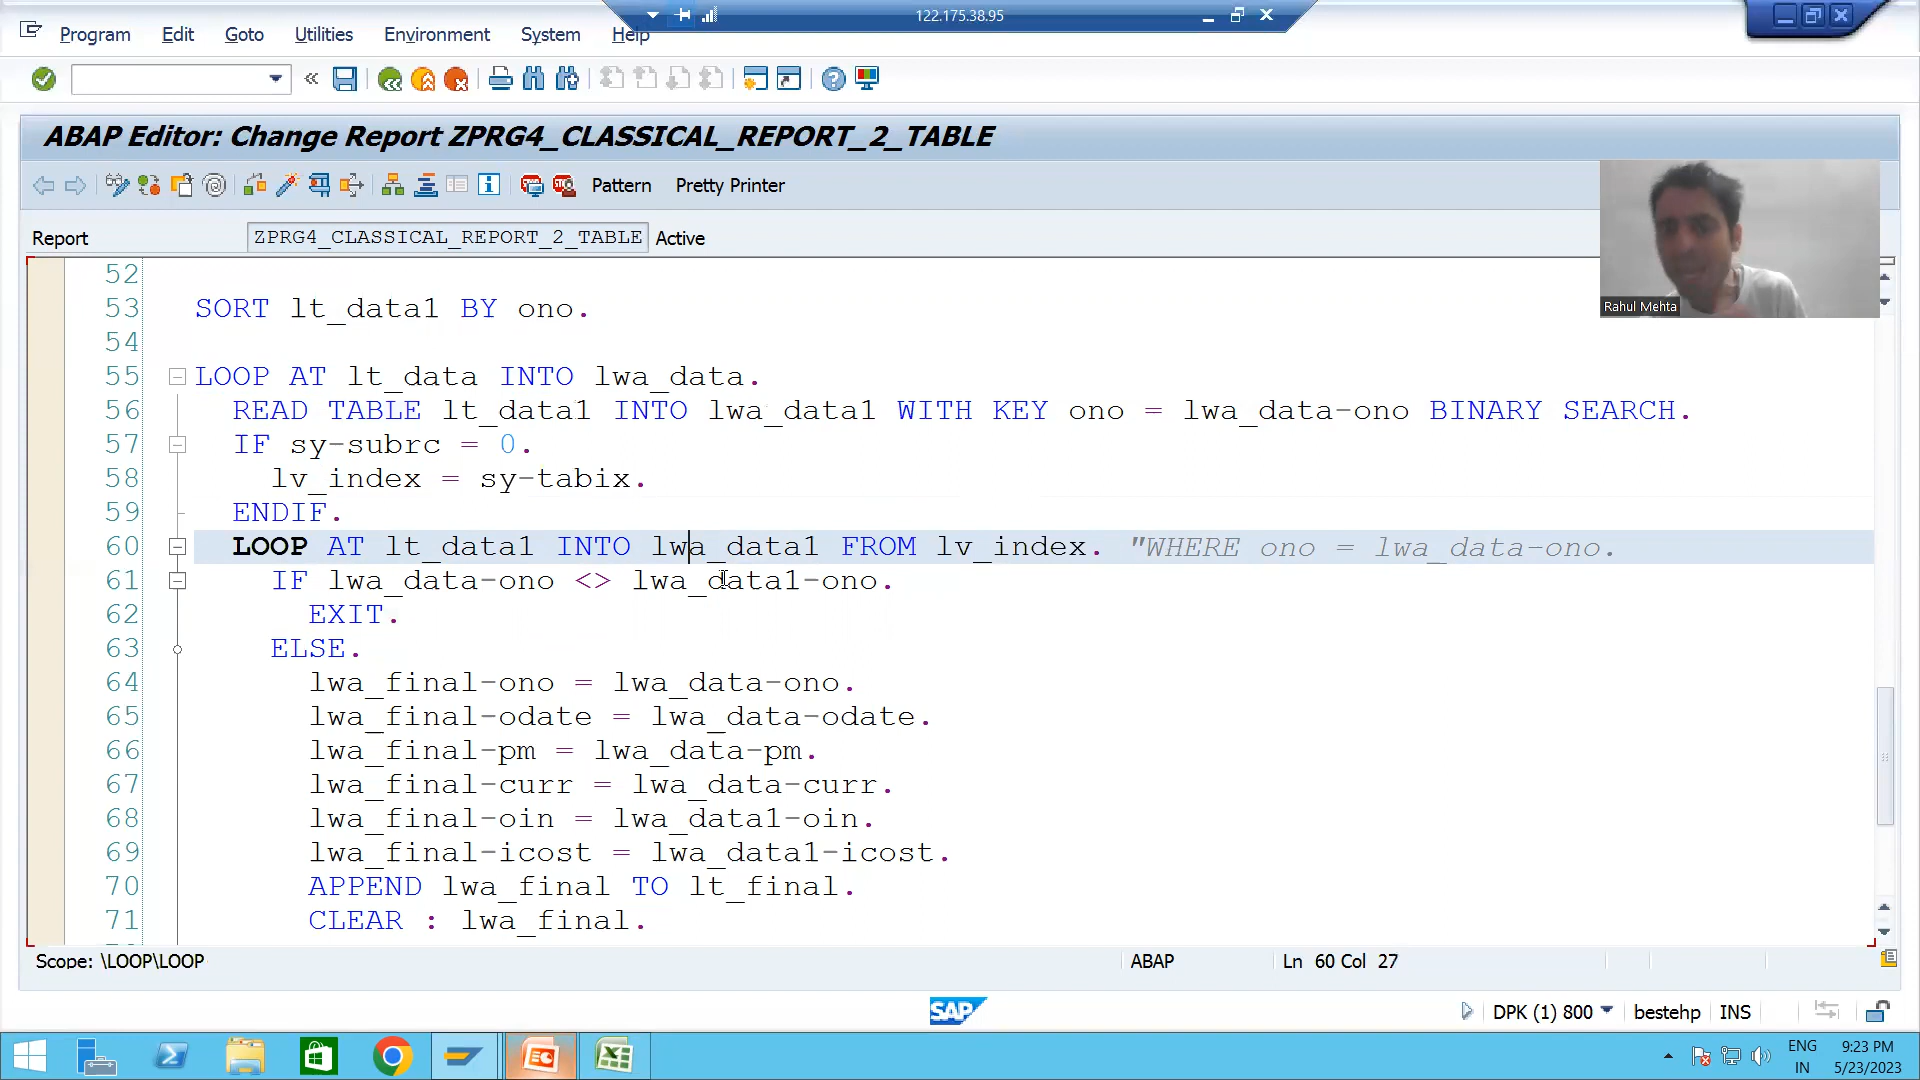 122.175.38.95
Program Edit Goto Utilities Environment System Help
ABAP Editor: Change Report ZPRG4_CLASSICAL_REPORT_2_TABLE
Pattern Pretty Printer
Report ZPRG4_CLASSICAL_REPORT_2_TABLE Active
Rahul Mehta
52
53 SORT lt_data1 BY ono.
54
55 LOOP AT lt_data INTO lwa_data.
56 READ TABLE lt_data1 INTO lwa_data1 WITH KEY ono = lwa_data-ono BINARY SEARCH.
57 IF sy-subrc = 0.
58 lv_index = sy-tabix.
59 ENDIF.
60 LOOP AT lt_data1 INTO lwa_data1 FROM lv_index. "WHERE ono = lwa_data-ono.
61 IF lwa_data-ono <> lwa_data1-ono.
62 EXIT.
63 ELSE.
64 lwa_final-ono = lwa_data-ono.
65 lwa_final-odate = lwa_data-odate.
66 lwa_final-pm = lwa_data-pm.
67 lwa_final-curr = lwa_data-curr.
68 lwa_final-oin = lwa_data1-oin.
69 lwa_final-icost = lwa_data1-icost.
70 APPEND lwa_final TO lt_final.
71 CLEAR : lwa_final.
Scope: \LOOP\LOOP ABAP Ln 60 Col 27
SAP DPK (1) 800 bestehp INS
ENG 9:23 PM
IN 5/23/2023